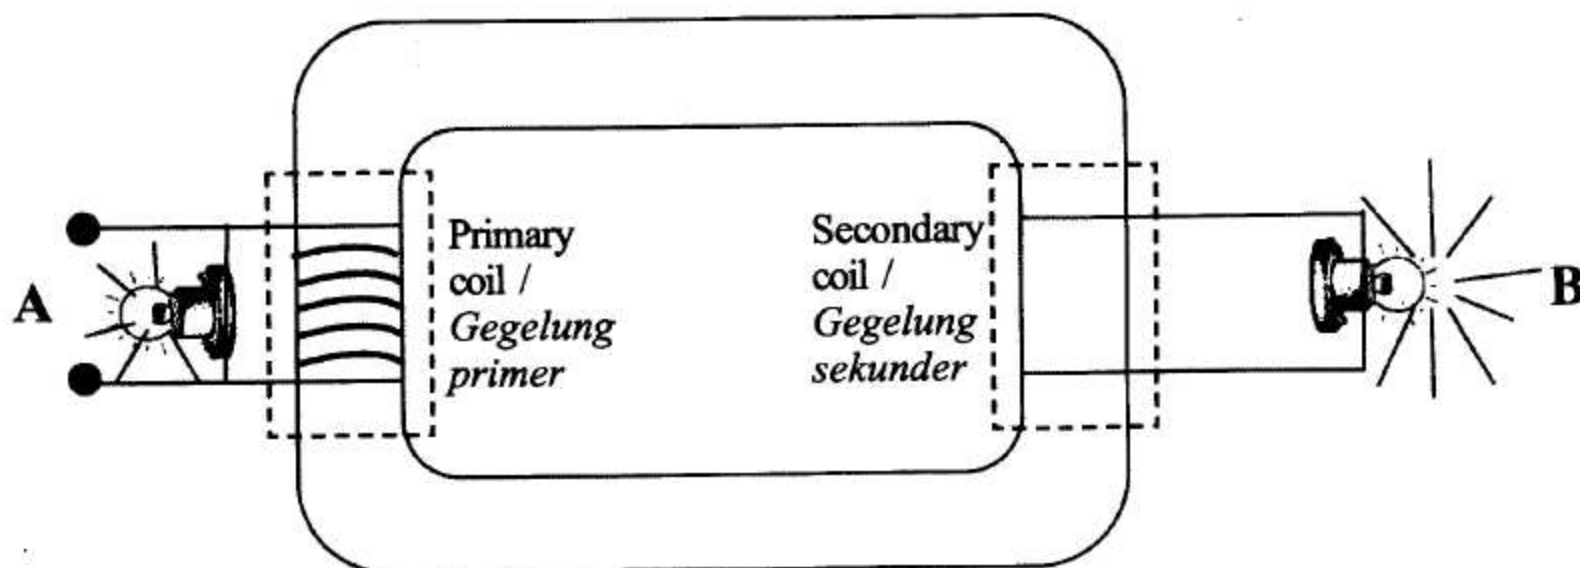 A
Primary
coil /
Gegelung
primer
Secondary
coil /
Gegelung
sekunder
B